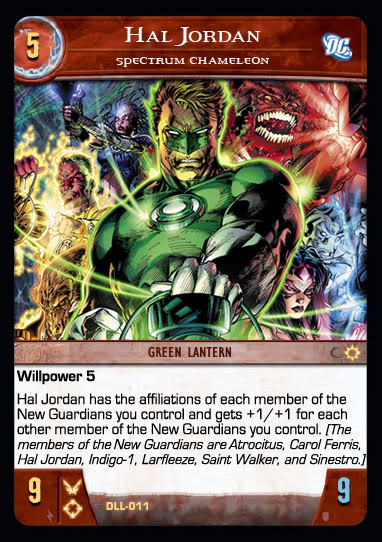 5
Hal Jordan
Spectrum Chameleon
DC
GREEN LANTERN
C
Willpower 5
Hal Jordan has the affiliations of each member of the
New Guardians you control and gets +1/+1 for each
other member of the New Guardians you control. [The
members of the New Guardians are Atrocitus, Carol Ferris,
Hal Jordan, Indigo-1, Larfleeze, Saint Walker, and Sinestro.]
9
DLL-011
9